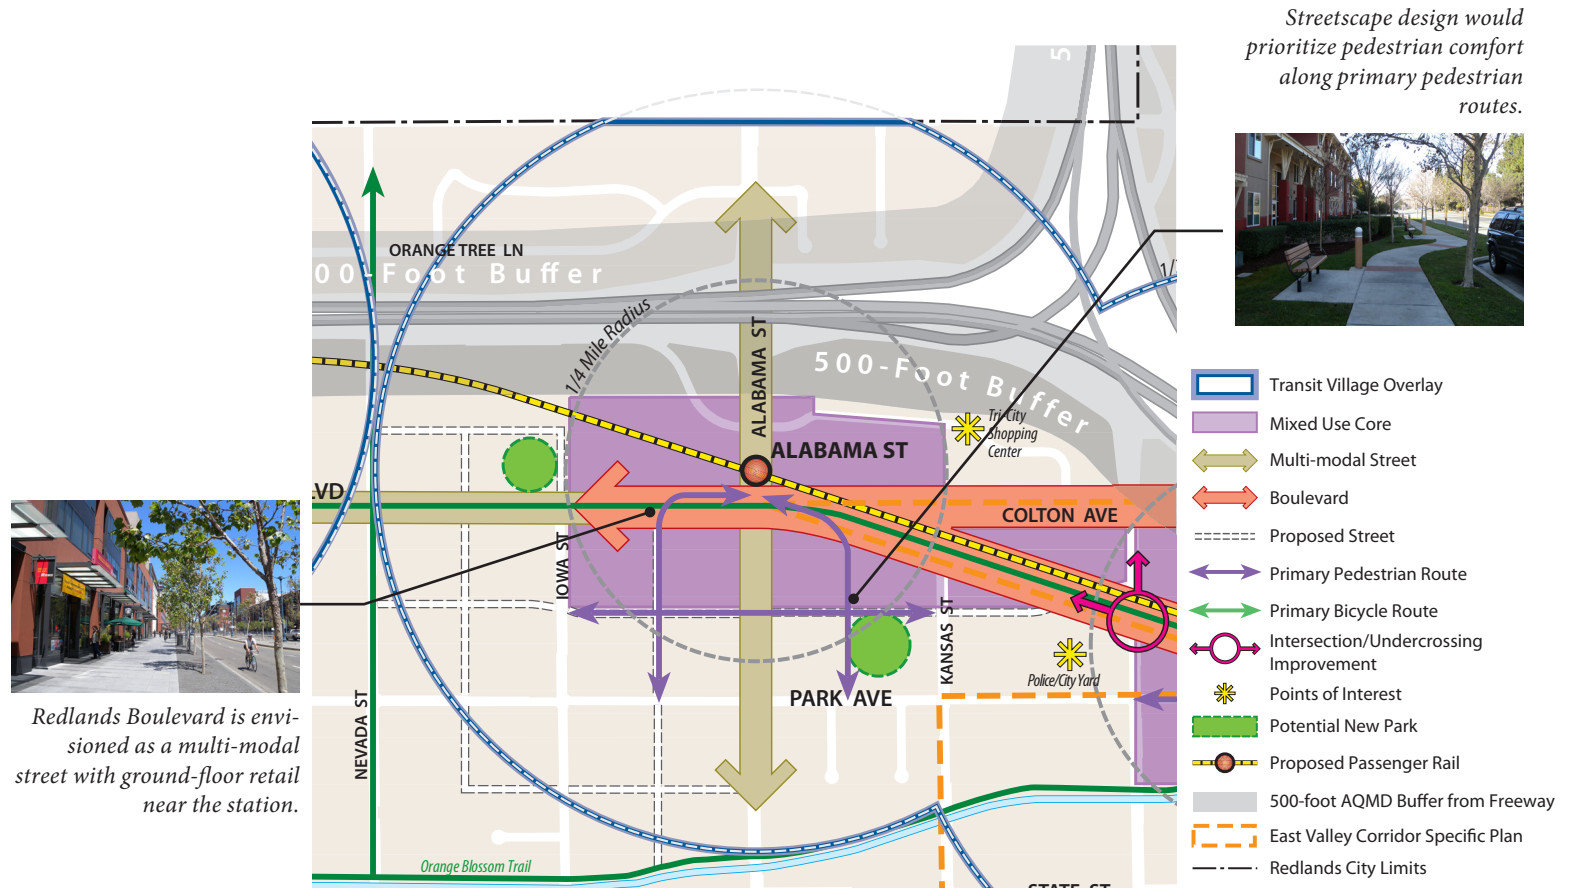 Streetscape design would
prioritize pedestrian comfort
along primary pedestrian
routes.
5
ORANGE TREE LN
00-Foot Buffer
1/4 Mile Radius
1/
ALABAMA ST
500-Foot Buffer
Tri-City
Shopping
Center
ALABAMA ST
LVD
COLTON AVE
IOWA ST
KANSAS ST
Police/City Yard
PARK AVE
NEVADA ST
Orange Blossom Trail
STATE ST
Redlands Boulevard is envi-
sioned as a multi-modal
street with ground-floor retail
near the station.
Transit Village Overlay
Mixed Use Core
Multi-modal Street
Boulevard
Proposed Street
Primary Pedestrian Route
Primary Bicycle Route
Intersection/Undercrossing
Improvement
Points of Interest
Potential New Park
Proposed Passenger Rail
500-foot AQMD Buffer from Freeway
East Valley Corridor Specific Plan
Redlands City Limits